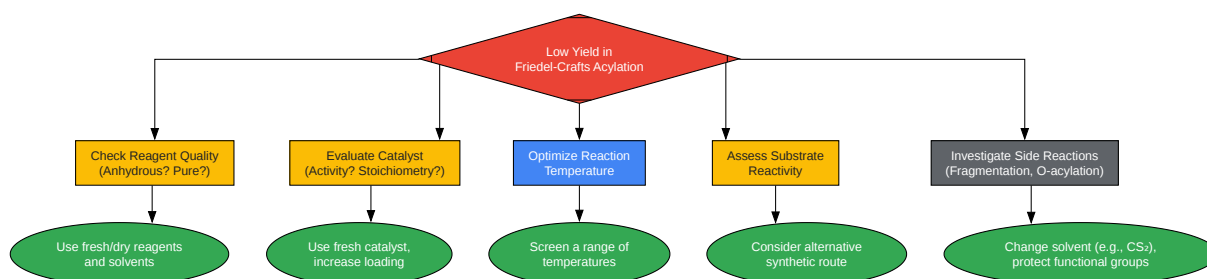 Low Yield in
Friedel-Crafts Acylation
Check Reagent Quality
(Anhydrous? Pure?)
Evaluate Catalyst
(Activity? Stoichiometry?)
Optimize Reaction
Temperature
Assess Substrate
Reactivity
Investigate Side Reactions
(Fragmentation, O-acylation)
Use fresh/dry reagents
and solvents
Use fresh catalyst,
increase loading
Screen a range of
temperatures
Consider alternative
synthetic route
Change solvent (e.g., CS₂),
protect functional groups